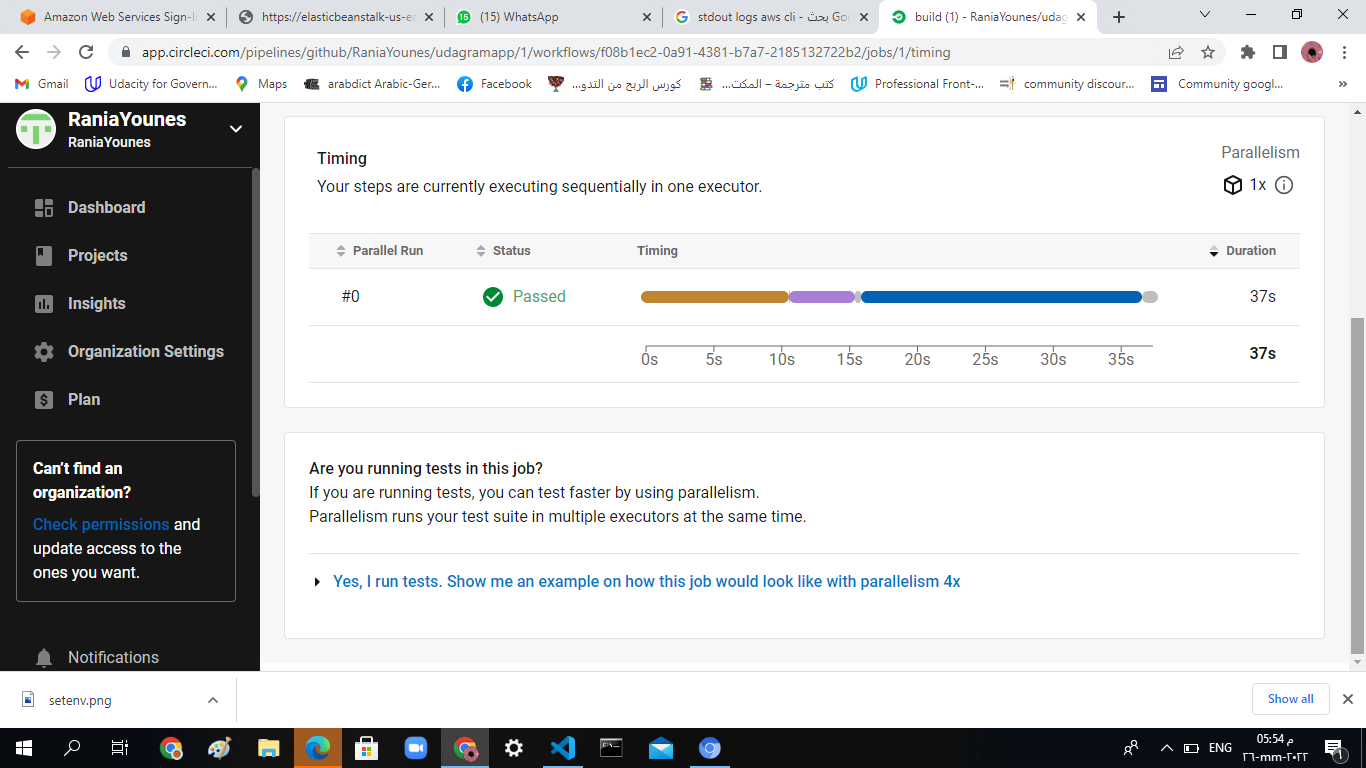 Amazon Web Services Sign-I
https://elasticbeanstalk-us-ea
(15) WhatsApp
stdout logs aws cli - بحث Goo
build (1) - RaniaYounes/udag
app.circleci.com/pipelines/github/RaniaYounes/udagramapp/1/workflows/f08b1ec2-0a91-4381-b7a7-2185132722b2/jobs/1/timing
Gmail
Udacity for Govern...
Maps
arabdict Arabic-Ger...
Facebook
كورس الربح من التدو...
كتب مترجمة – المكت...
Professional Front-...
community discour...
Community googl...
»
RaniaYounes
RaniaYounes
Dashboard
Projects
Insights
Organization Settings
Plan
Can't find an
organization?
Check permissions and
update access to the
ones you want.
Notifications
Timing
Parallelism
Your steps are currently executing sequentially in one executor.
1x
Parallel Run Status Timing Duration
#0 Passed 37s
0s 5s 10s 15s 20s 25s 30s 35s
37s
Are you running tests in this job?
If you are running tests, you can test faster by using parallelism.
Parallelism runs your test suite in multiple executors at the same time.
Yes, I run tests. Show me an example on how this job would look like with parallelism 4x
setenv.png
Show all
ENG
05:54 م
٢٦-mm-٢٠٢٢
1